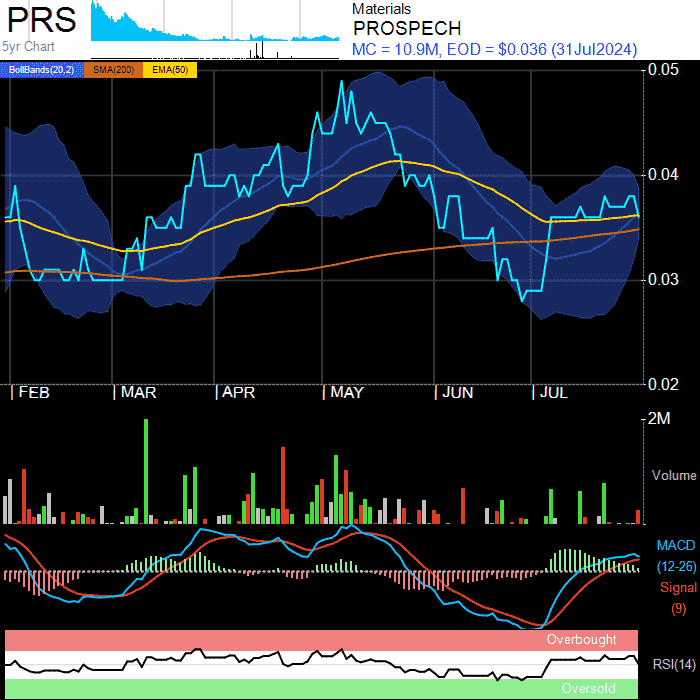 PRS
5yr Chart
Materials
PROSPECH
MC = 10.9M, EOD = $0.036 (31Jul2024)
BollBands(20,2) SMA(200) EMA(50)
0.05
0.04
0.03
0.02
FEB MAR APR MAY JUN JUL
2M
Volume
MACD
(12-26)
Signal
(9)
Overbought
RSI(14)
Oversold